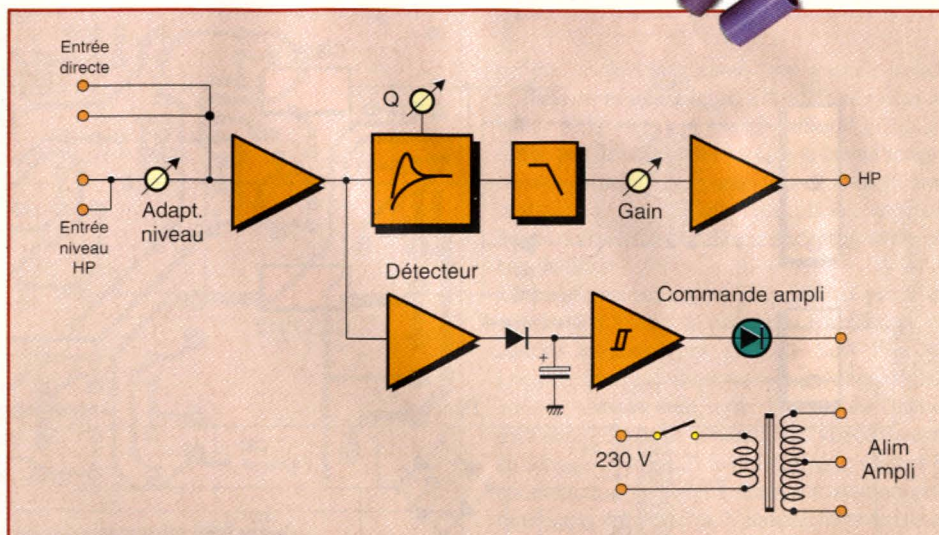 Entrée
directe
Adapt.
niveau
Entrée
niveau
HP
Q
Gain
HP
Détecteur
Commande ampli
+
230 V
Alim
Ampli